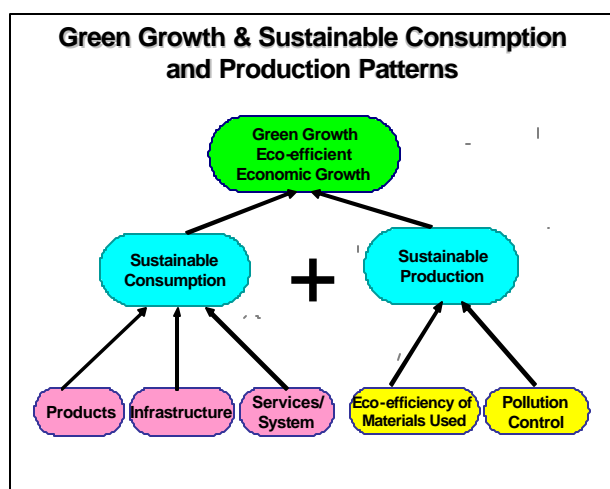 Green Growth & Sustainable Consumption
and Production Patterns
Green Growth
Eco-efficient
Economic Growth
Sustainable
Consumption
+
Sustainable
Production
Products
Infrastructure
Services/
System
Eco-efficiency of
Materials Used
Pollution
Control